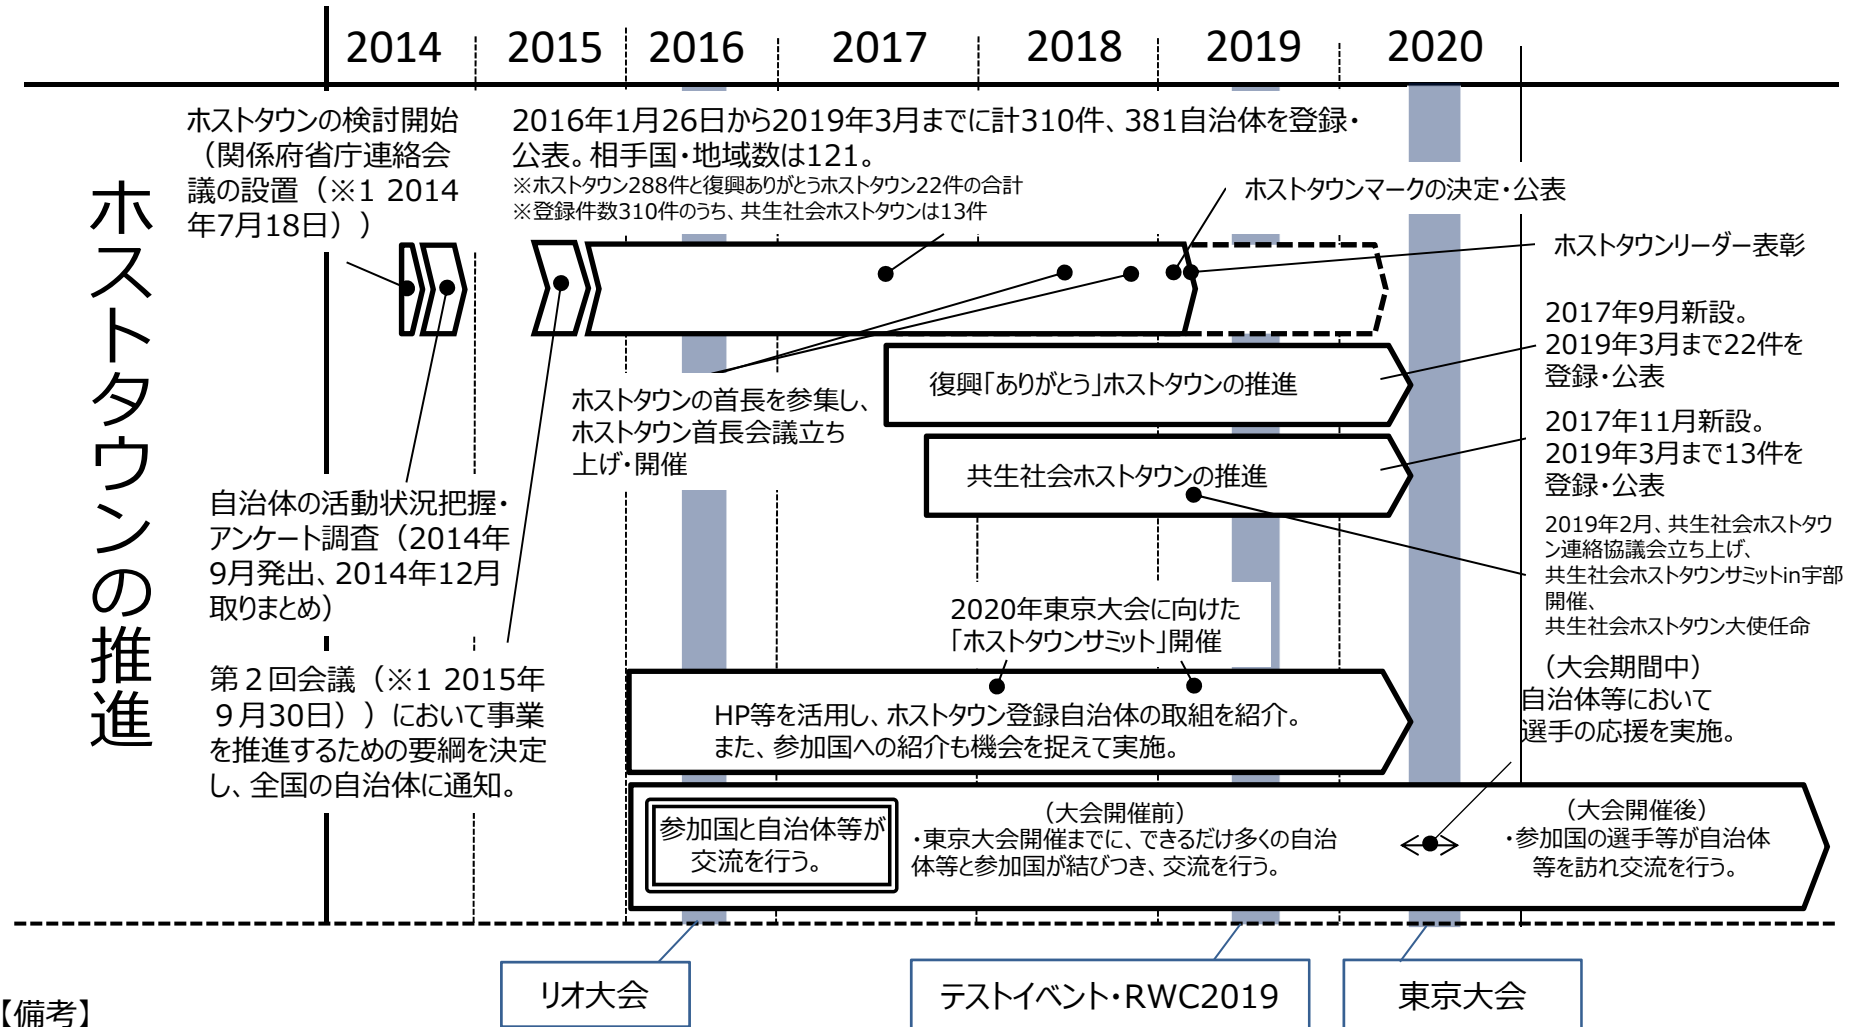 2014 2015 2016 2017 2018 2019 2020
ホストタウンの推進
ホストタウンの検討開始
（関係府省庁連絡会
議の設置（※1 2014
年7月18日））
2016年1月26日から2019年3月までに計310件、381自治体を登録・
公表。相手国・地域数は121。
※ホストタウン288件と復興ありがとうホストタウン22件の合計
※登録件数310件のうち、共生社会ホストタウンは13件
ホストタウンマークの決定・公表
ホストタウンリーダー表彰
2017年9月新設。
2019年3月まで22件を
登録・公表
復興「ありがとう」ホストタウンの推進
ホストタウンの首長を参集し、
ホストタウン首長会議立ち
上げ・開催
2017年11月新設。
2019年3月まで13件を
登録・公表
共生社会ホストタウンの推進
自治体の活動状況把握・
アンケート調査（2014年
9月発出、2014年12月
取りまとめ）
2019年2月、共生社会ホストタウ
ン連絡協議会立ち上げ、
共生社会ホストタウンサミットin宇部
開催、
共生社会ホストタウン大使任命
2020年東京大会に向けた
「ホストタウンサミット」開催
第２回会議（※1 2015年
９月30日））において事業
を推進するための要綱を決定
し、全国の自治体に通知。
HP等を活用し、ホストタウン登録自治体の取組を紹介。
また、参加国への紹介も機会を捉えて実施。
（大会期間中）
自治体等において
選手の応援を実施。
参加国と自治体等が
交流を行う。
（大会開催前）
・東京大会開催までに、できるだけ多くの自治
体等と参加国が結びつき、交流を行う。
（大会開催後）
・参加国の選手等が自治体
等を訪れ交流を行う。
リオ大会
テストイベント・RWC2019
東京大会
【備考】